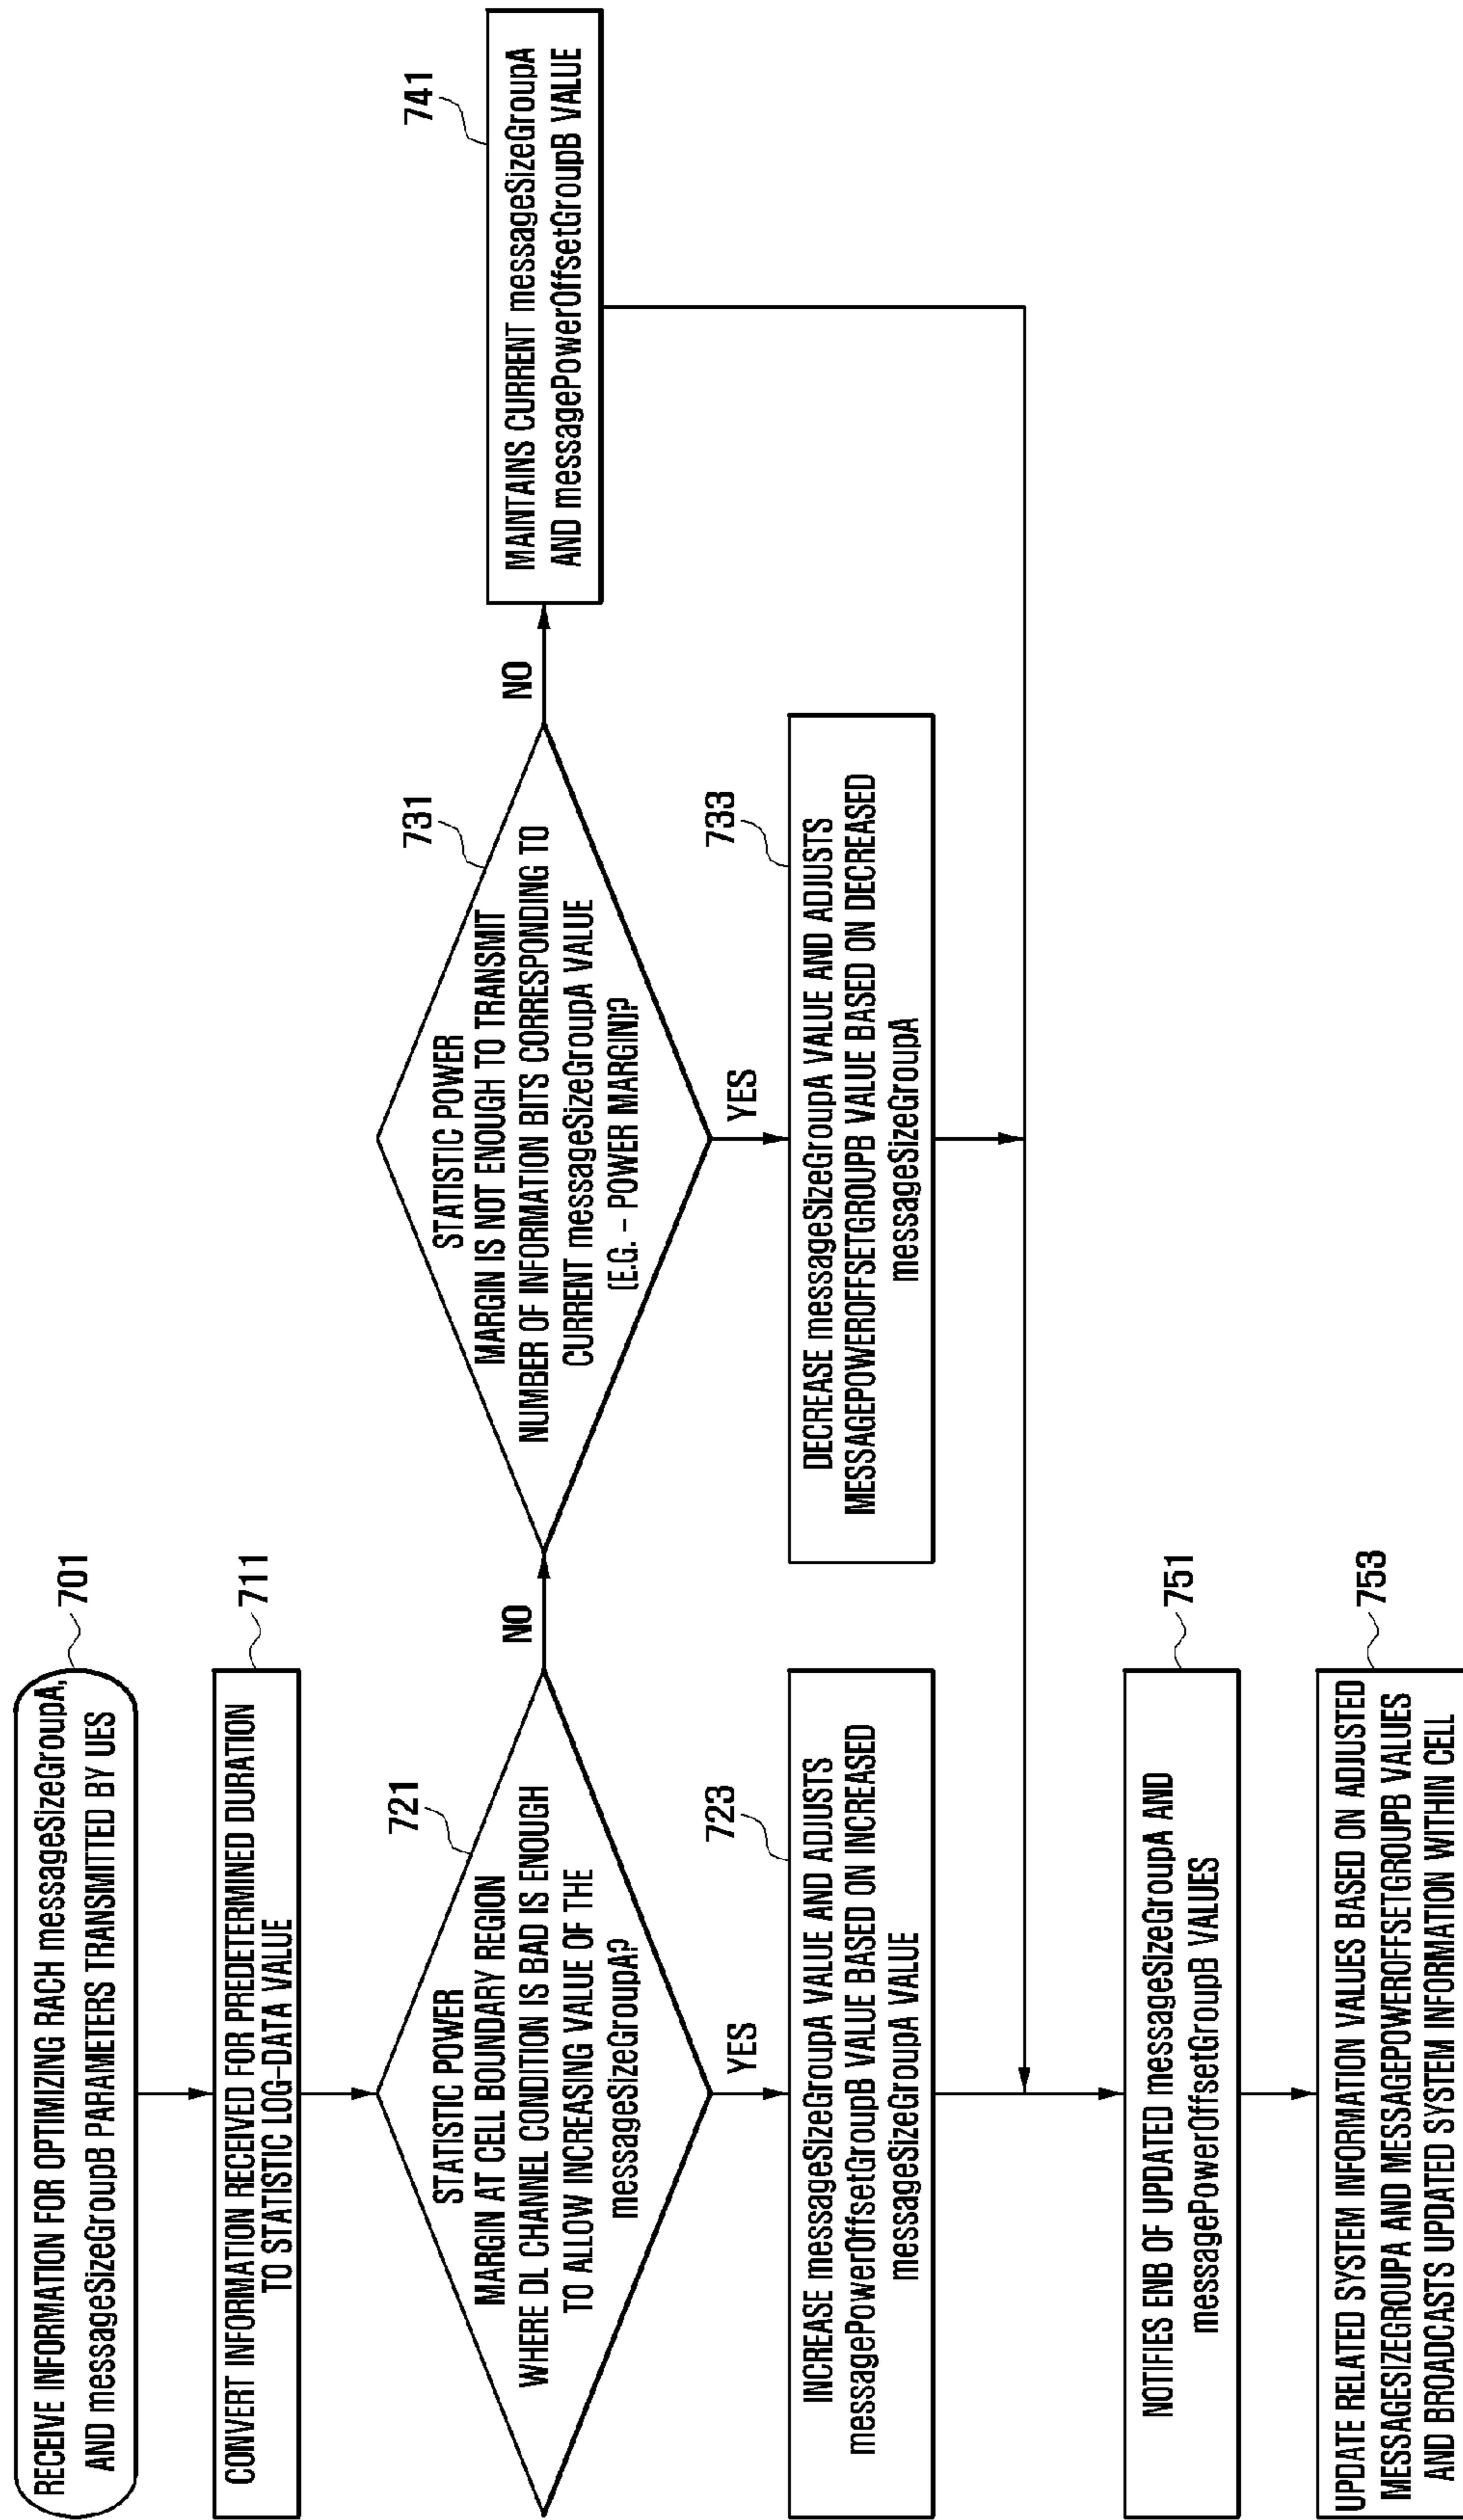 701
RECEIVE INFORMATION FOR OPTIMIZING RACH messageSizeGroupA,
AND messageSizeGroupB PARAMETERS TRANSMITTED BY UES
711
CONVERT INFORMATION RECEIVED FOR PREDETERMINED DURATION
TO STATISTIC LOG-DATA VALUE
721
STATISTIC POWER
MARGIN AT CELL BOUNDARY REGION
WHERE DL CHANNEL CONDITION IS BAD IS ENOUGH
TO ALLOW INCREASING VALUE OF THE
messageSizeGroupA?
NO
YES
723
INCREASE messageSizeGroupA VALUE AND ADJUSTS
messagePowerOffsetGroupB VALUE BASED ON INCREASED
messageSizeGroupA VALUE
731
STATISTIC POWER
MARGIN IS NOT ENOUGH TO TRANSMIT
NUMBER OF INFORMATION BITS CORRESPONDING TO
CURRENT messageSizeGroupA VALUE
(E.G. - POWER MARGIN)?
NO
YES
733
DECREASE messageSizeGroupA VALUE AND ADJUSTS
MESSAGEPOWEROFFSETGROUPB VALUE BASED ON DECREASED
messageSizeGroupA
741
MAINTAINS CURRENT messageSizeGroupA
AND messagePowerOffsetGroupB VALUE
751
NOTIFIES ENB OF UPDATED messageSizeGroupA AND
messagePowerOffsetGroupB VALUES
753
UPDATE RELATED SYSTEM INFORMATION VALUES BASED ON ADJUSTED
MESSAGESIZEGROUPA AND MESSAGEPOWEROFFSETGROUPB VALUES
AND BROADCASTS UPDATED SYSTEM INFORMATION WITHIN CELL